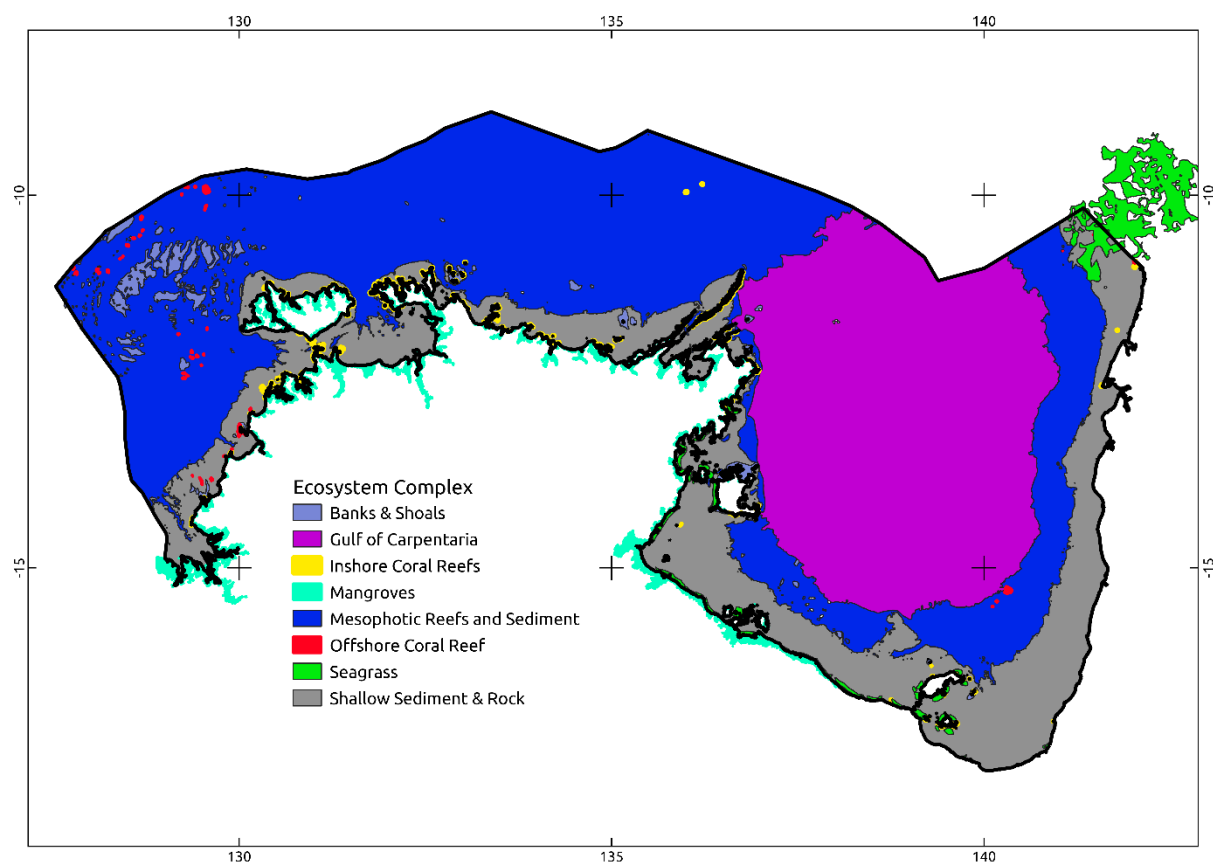 130 135 140
-10 -10
Ecosystem Complex
Banks & Shoals
Gulf of Carpentaria
Inshore Coral Reefs
Mangroves
Mesophotic Reefs and Sediment
Offshore Coral Reef
Seagrass
Shallow Sediment & Rock
-15 -15
130 135 140